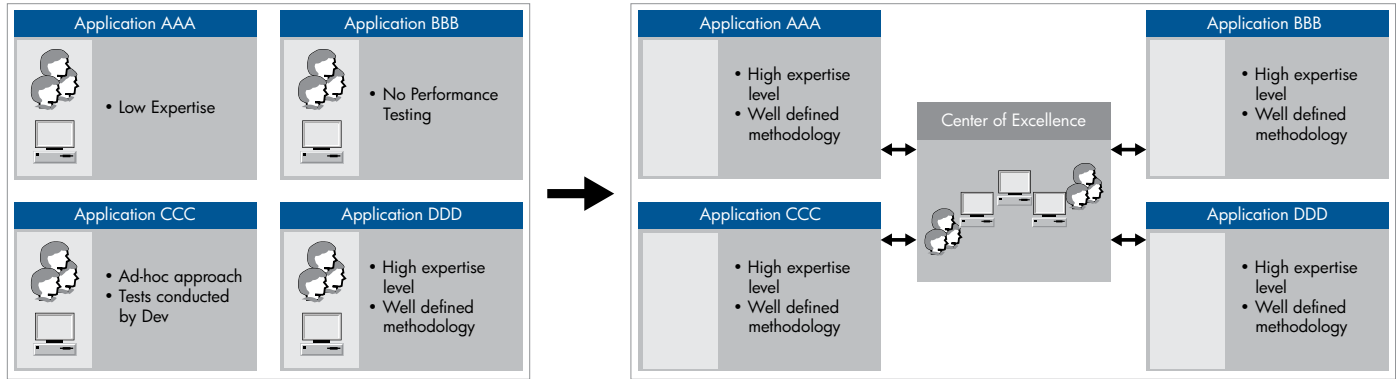 Application AAA
• Low Expertise
Application BBB
• No Performance
Testing
Application CCC
• Ad-hoc approach
• Tests conducted
by Dev
Application DDD
• High expertise
level
• Well defined
methodology
Application AAA
• High expertise
level
• Well defined
methodology
Center of Excellence
Application BBB
• High expertise
level
• Well defined
methodology
Application CCC
• High expertise
level
• Well defined
methodology
Application DDD
• High expertise
level
• Well defined
methodology